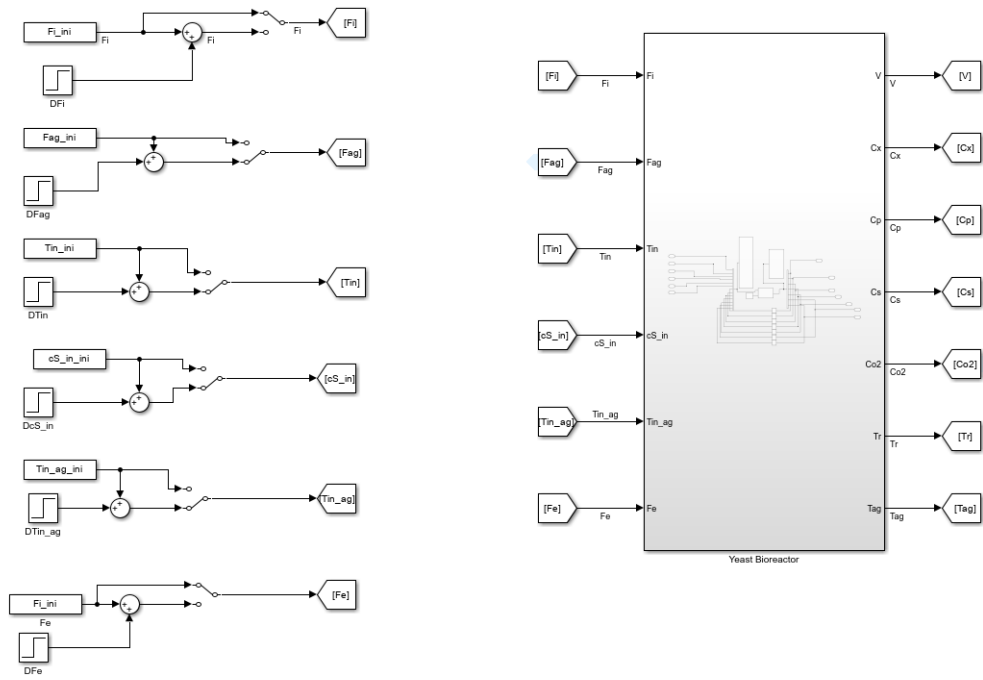 Fi_ini
Fi
Fi
Fi
[Fi]
DFi
Fag_ini
[Fag]
DFag
Tin_ini
[Tin]
DTin
cS_in_ini
[cS_in]
DcS_in
Tin_ag_ini
[Tin_ag]
DTin_ag
Fi_ini
Fe
[Fe]
DFe
[Fi]
Fi
Fi
[Fag]
Fag
Fag
[Tin]
Tin
Tin
[cS_in]
cS_in
cS_in
[Tin_ag]
Tin_ag
Tin_ag
[Fe]
Fe
Fe
V
V
[V]
Cx
Cx
[Cx]
Cp
Cp
[Cp]
Cs
Cs
[Cs]
Co2
Co2
[Co2]
Tr
Tr
[Tr]
Tag
Tag
[Tag]
Yeast Bioreactor